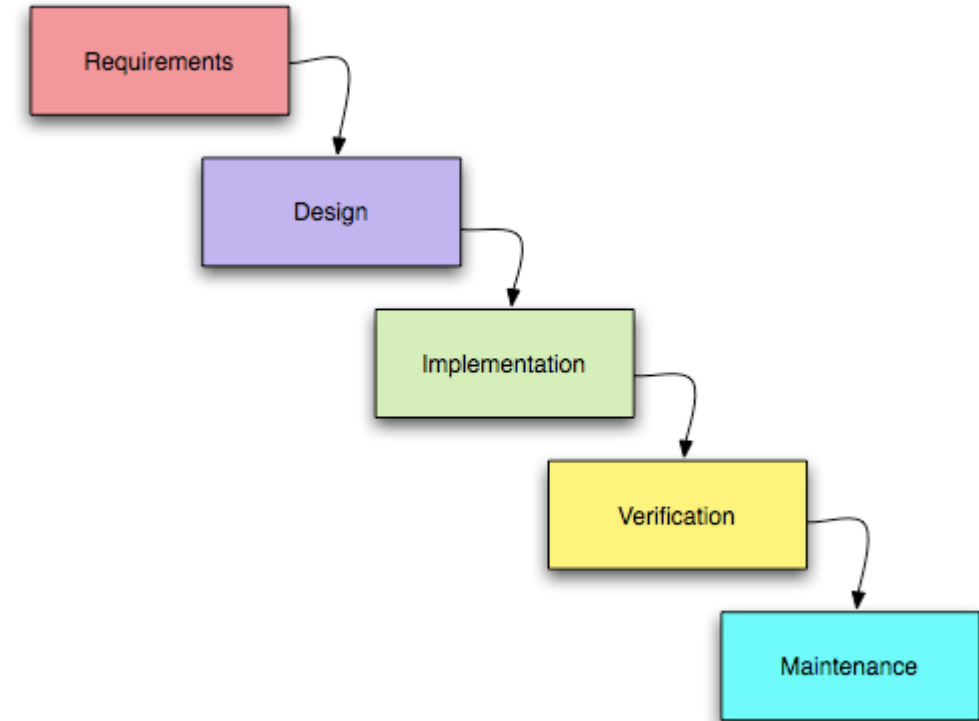 Requirements
Design
Implementation
Verification
Maintenance